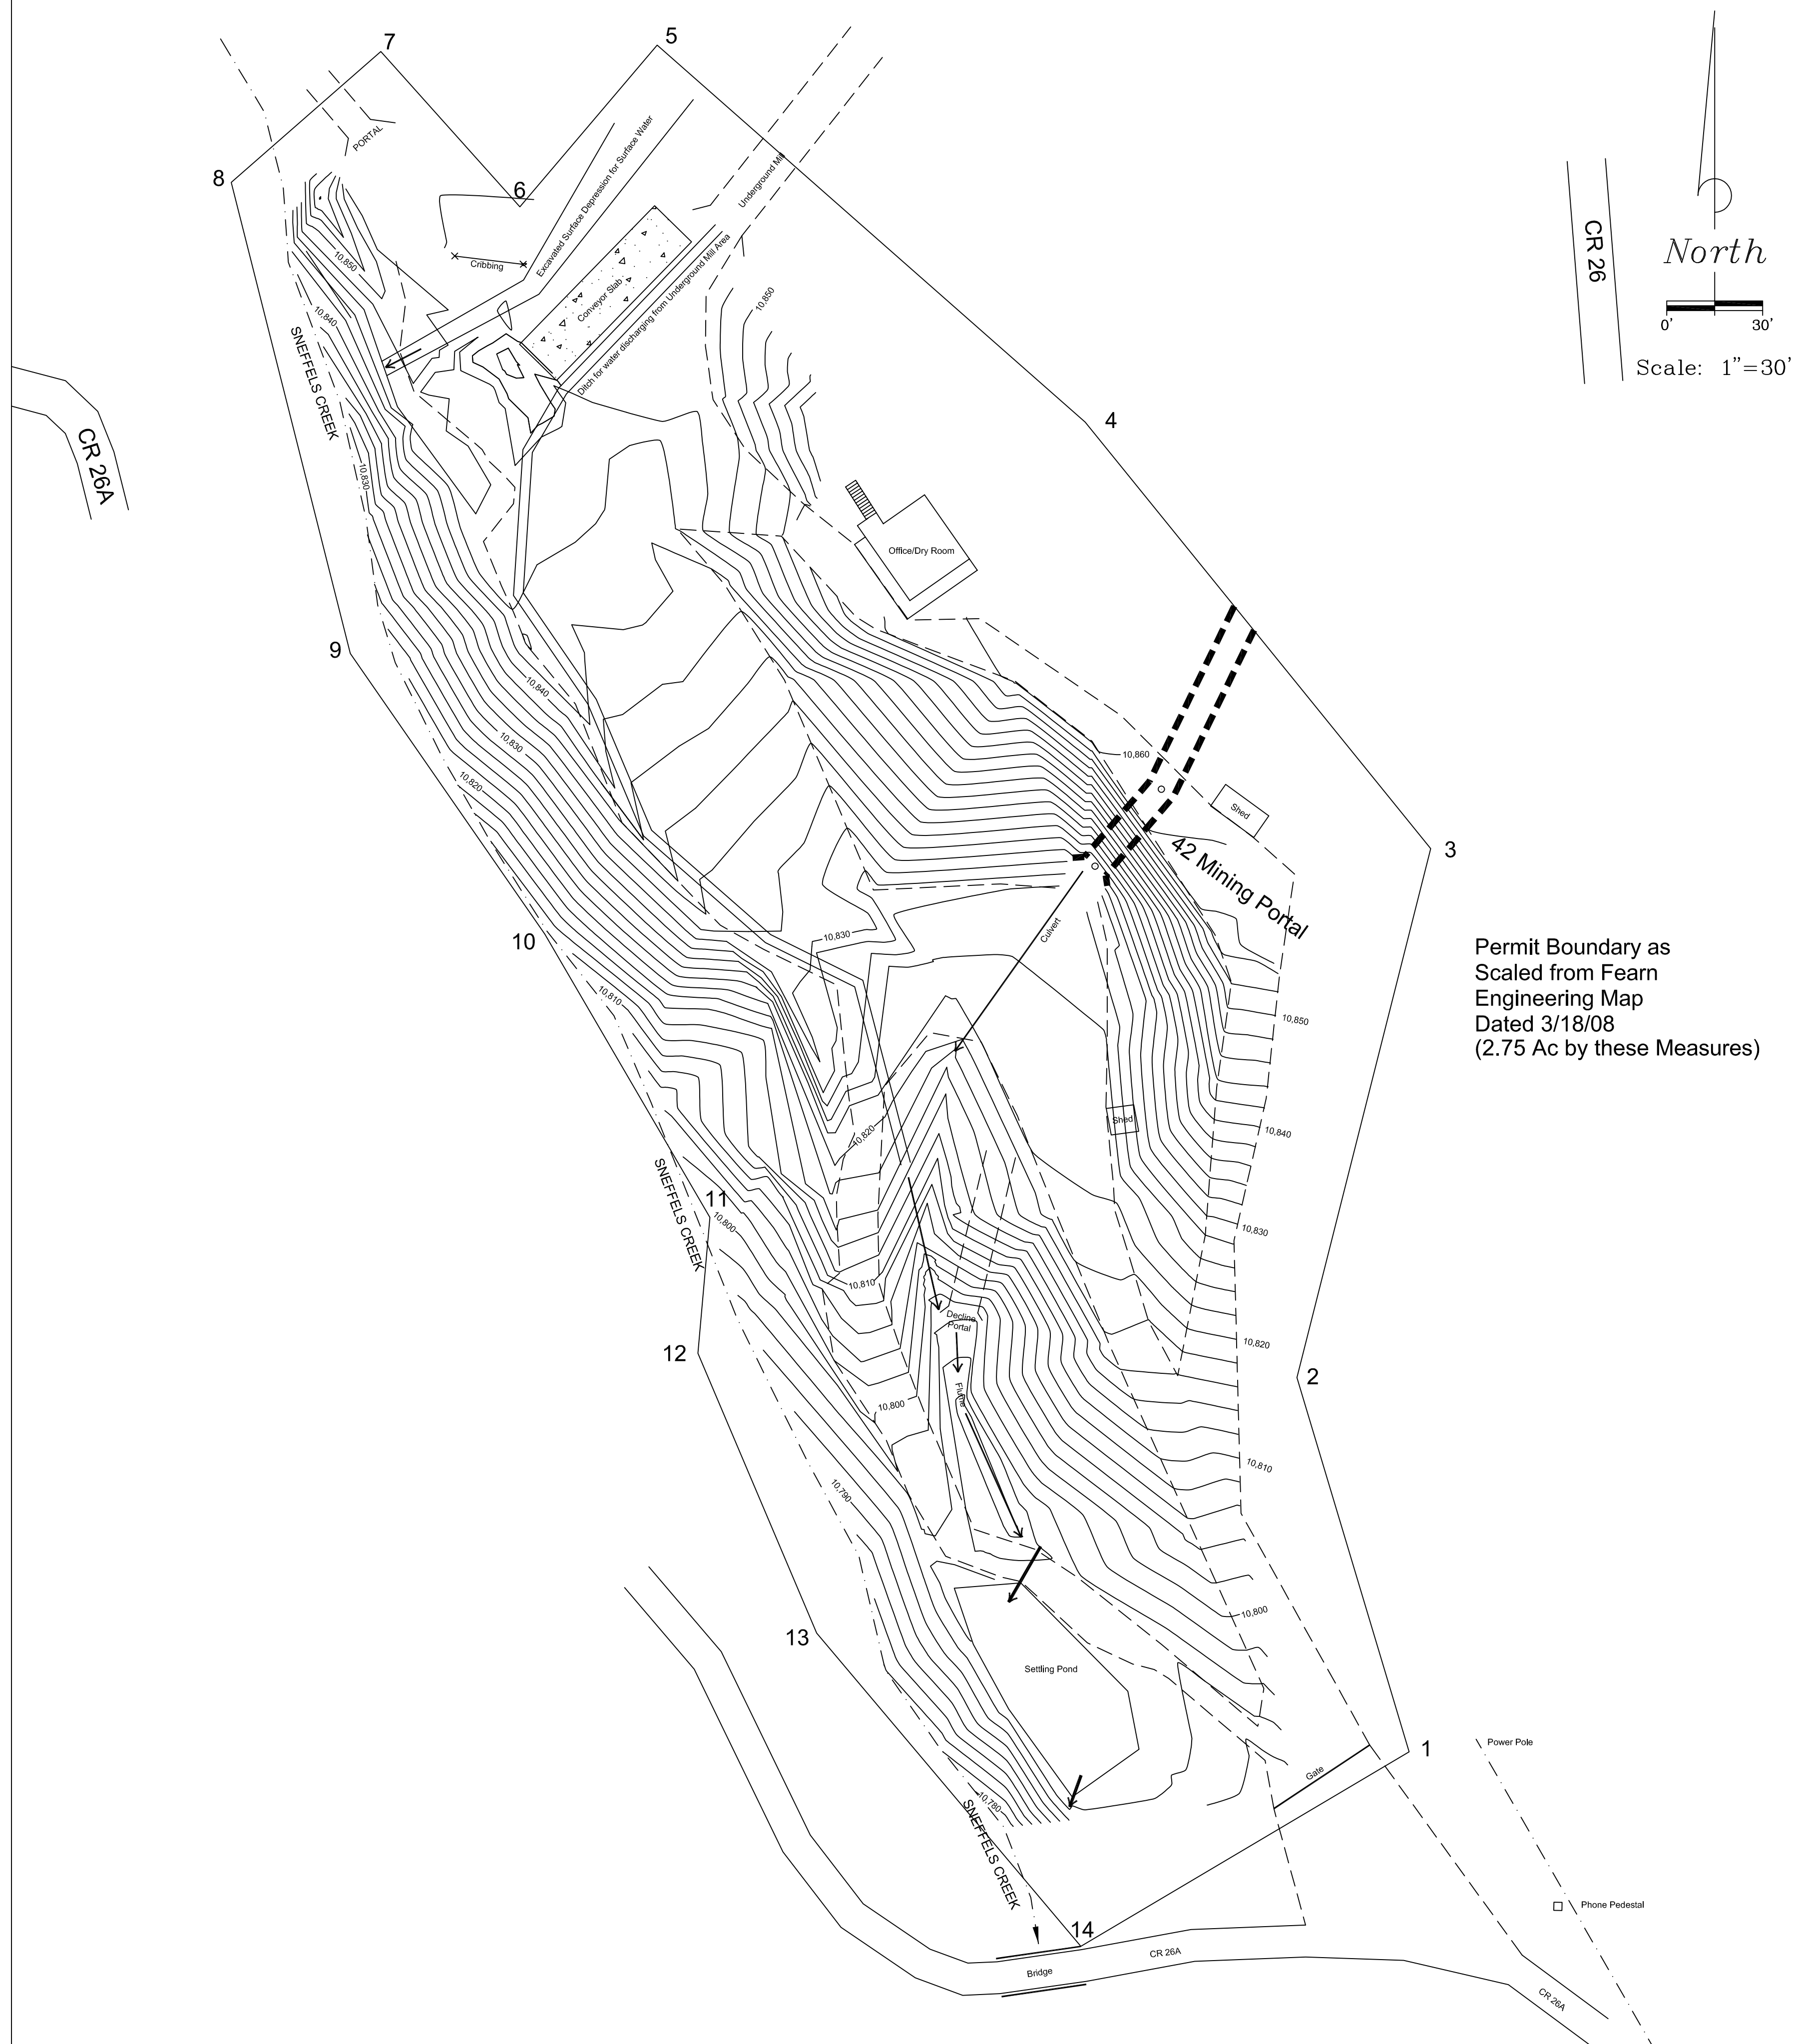 7
5
PORTAL
8
6
Excavated Surface Depression for Surface Water
Underground Mill
CR 26
North
0' 30'
Scale: 1"=30'
10,850
Cribbing
Conveyor Slab
Ditch for water discharging from Underground Mill Area
10,850
10,840
SNEFFELS CREEK
4
CR 26A
10,830
Office/Dry Room
9
10,840
10,830
10,860
10,820
Shed
42 Mining Portal
3
Culvert
10,830
10
Permit Boundary as
Scaled from Fearn
Engineering Map
Dated 3/18/08
(2.75 Ac by these Measures)
10,810
10,850
Shed
10,820
10,840
SNEFFELS CREEK
11
10,800
10,830
10,810
Decline
Portal
10,820
12
2
Flume
10,800
10,810
10,790
10,800
13
Settling Pond
1
Power Pole
Gate
10,780
SNEFFELS CREEK
Phone Pedestal
14
CR 26A
Bridge
CR 26A